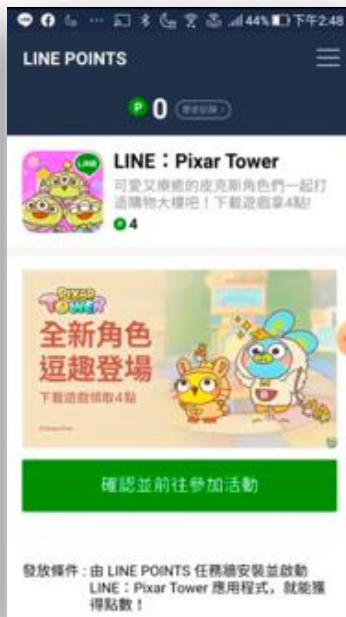 44% 下午2:48
LINE POINTS
P 0
LINE
LINE：Pixar Tower
可愛又療癒的皮克斯角色們一起打
造購物大樓吧！下載遊戲拿4點!
P 4
PIXAR
TOWER
全新角色
逗趣登場
下載遊戲領取4點
確認並前往參加活動
發放條件 : 由 LINE POINTS 任務牆安裝並啟動
LINE：Pixar Tower 應用程式，就能獲
得點數！